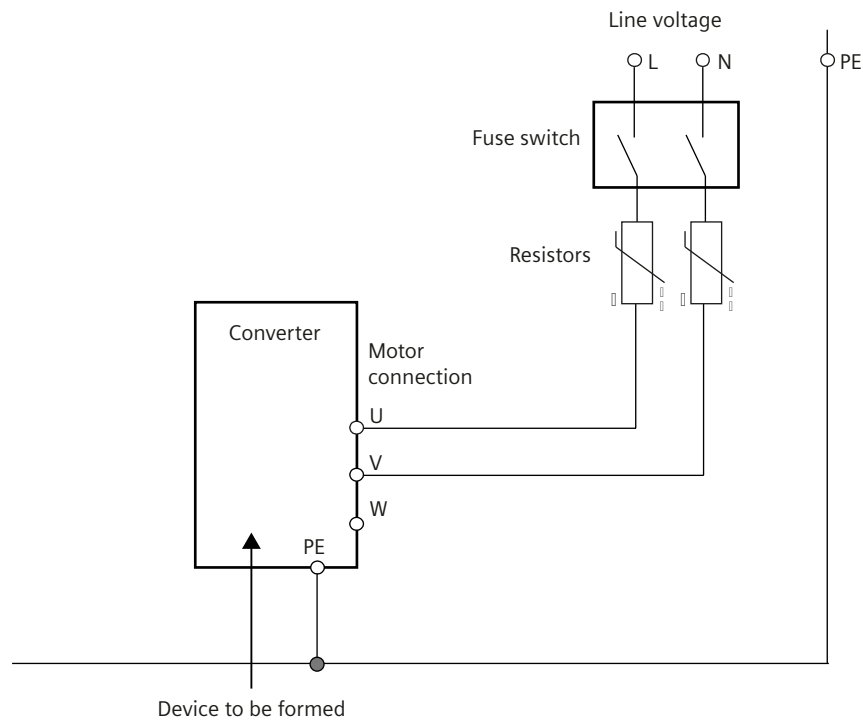 Line voltage
L
N
PE
Fuse switch
Resistors
Converter
Motor
connection
U
V
W
PE
Device to be formed